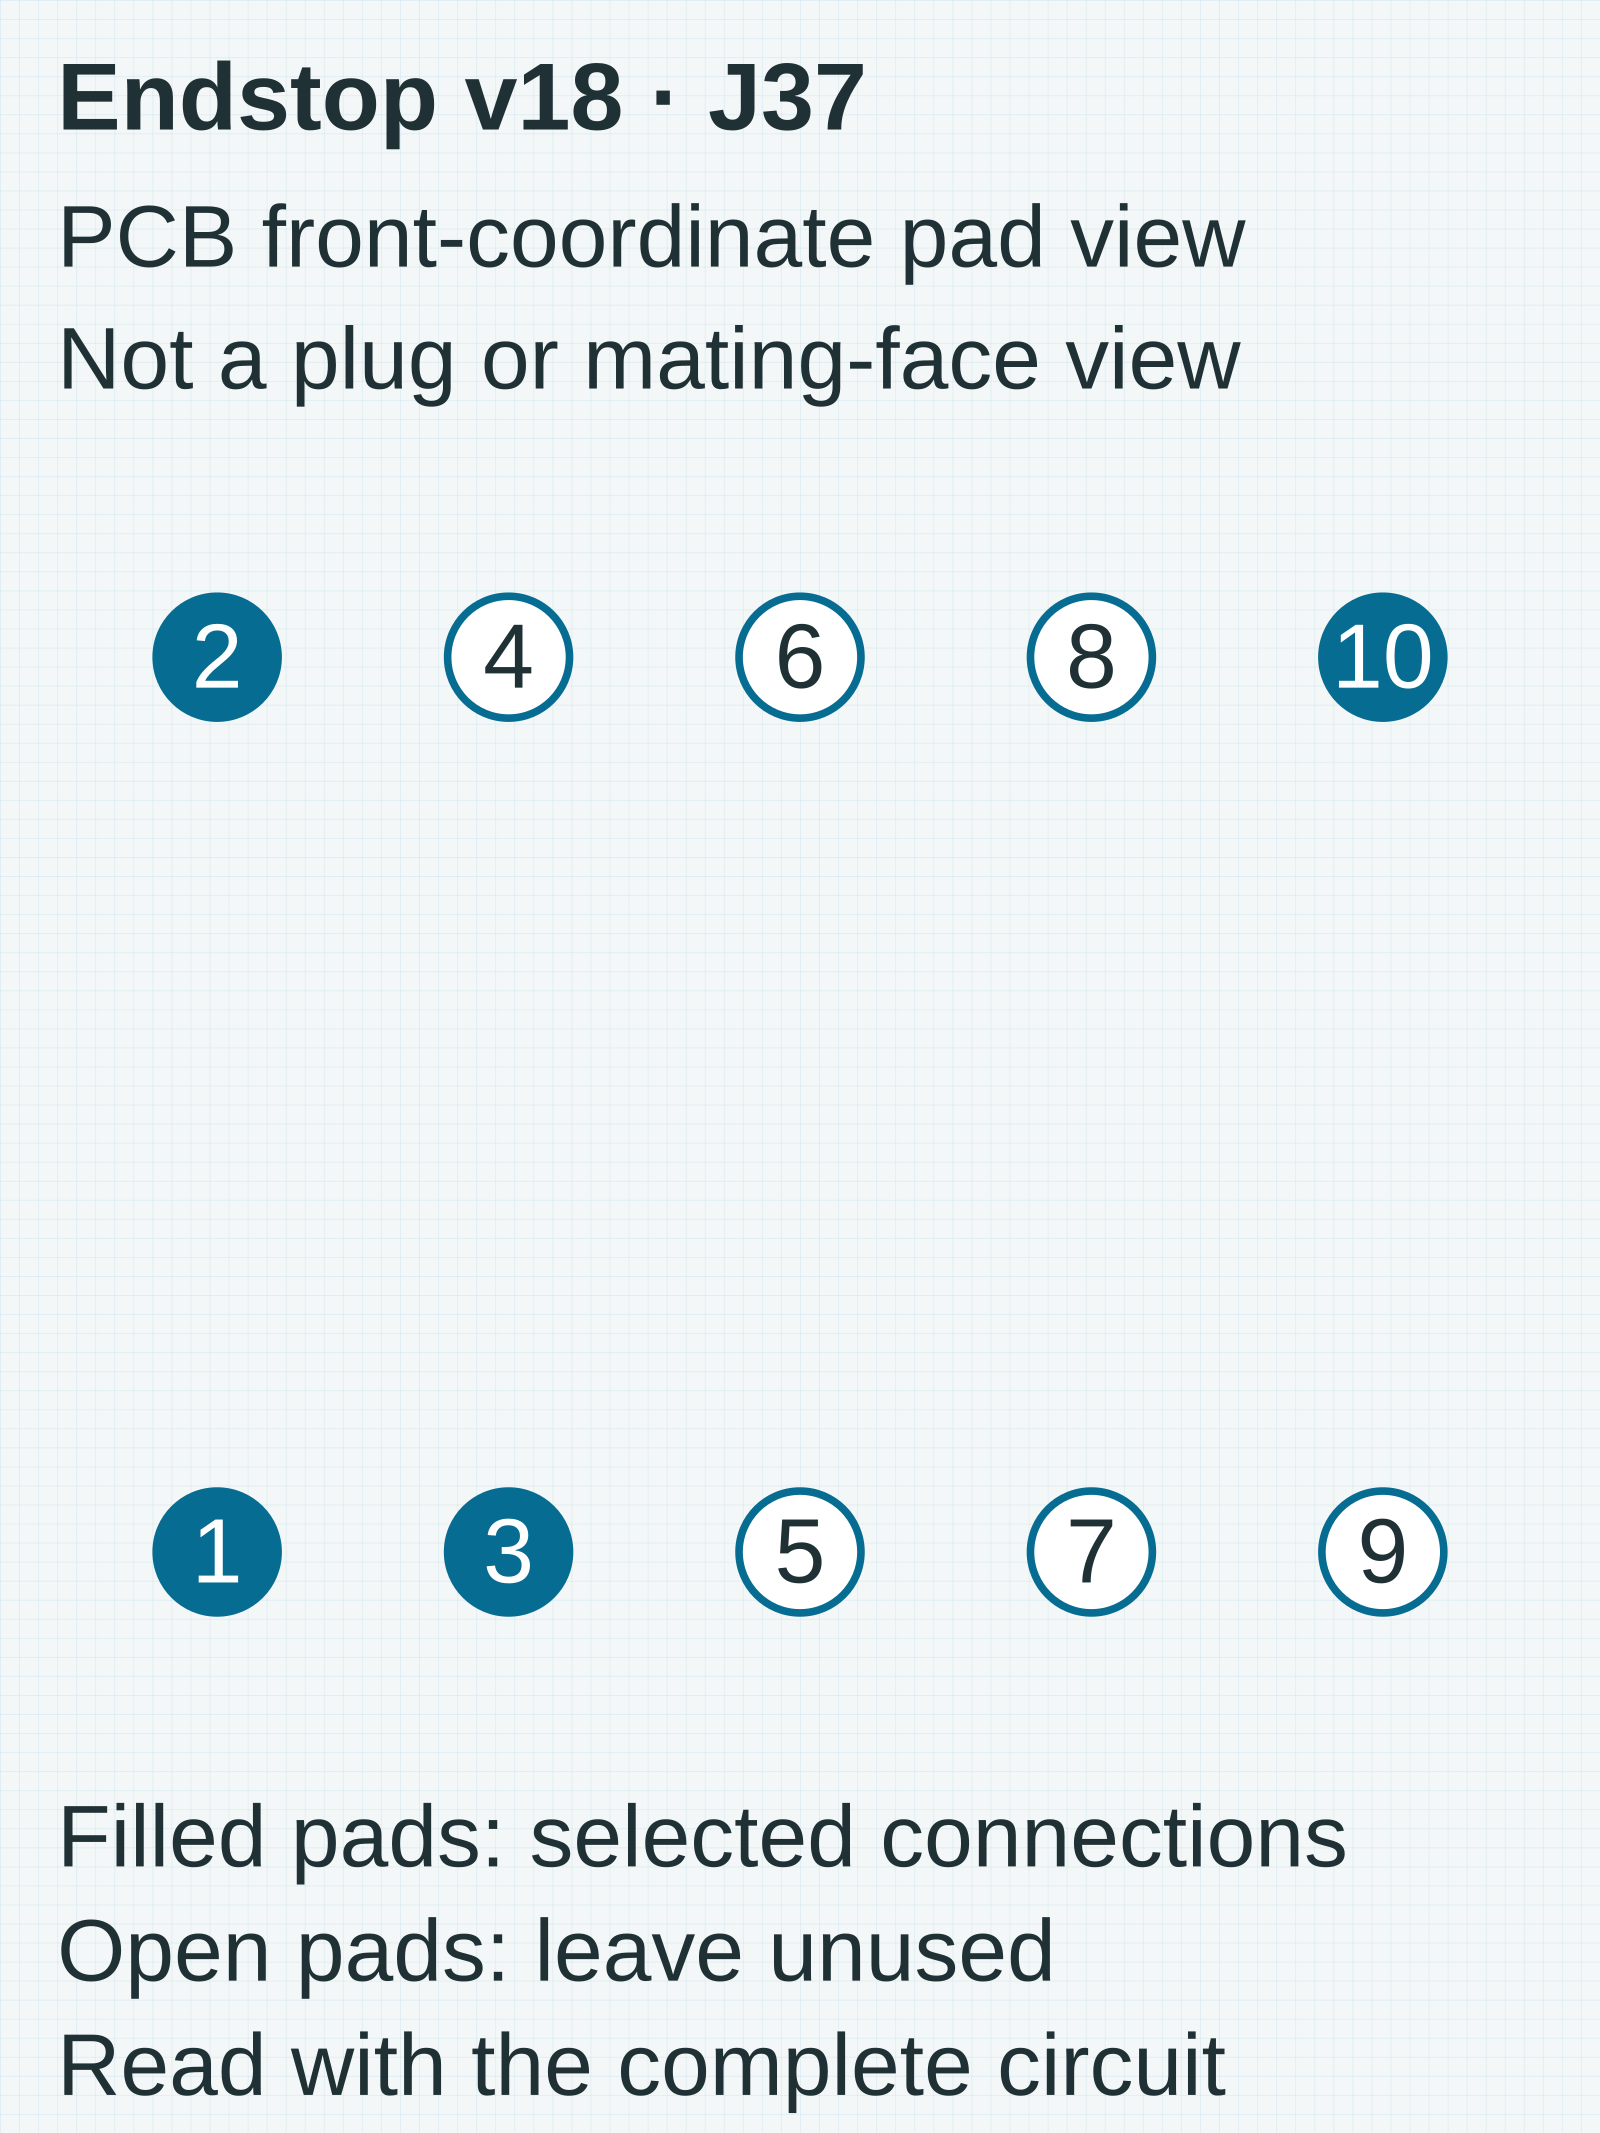 Endstop v18 · J37
PCB front-coordinate pad view
Not a plug or mating-face view
2 4 6 8 10
1 3 5 7 9
Filled pads: selected connections
Open pads: leave unused
Read with the complete circuit